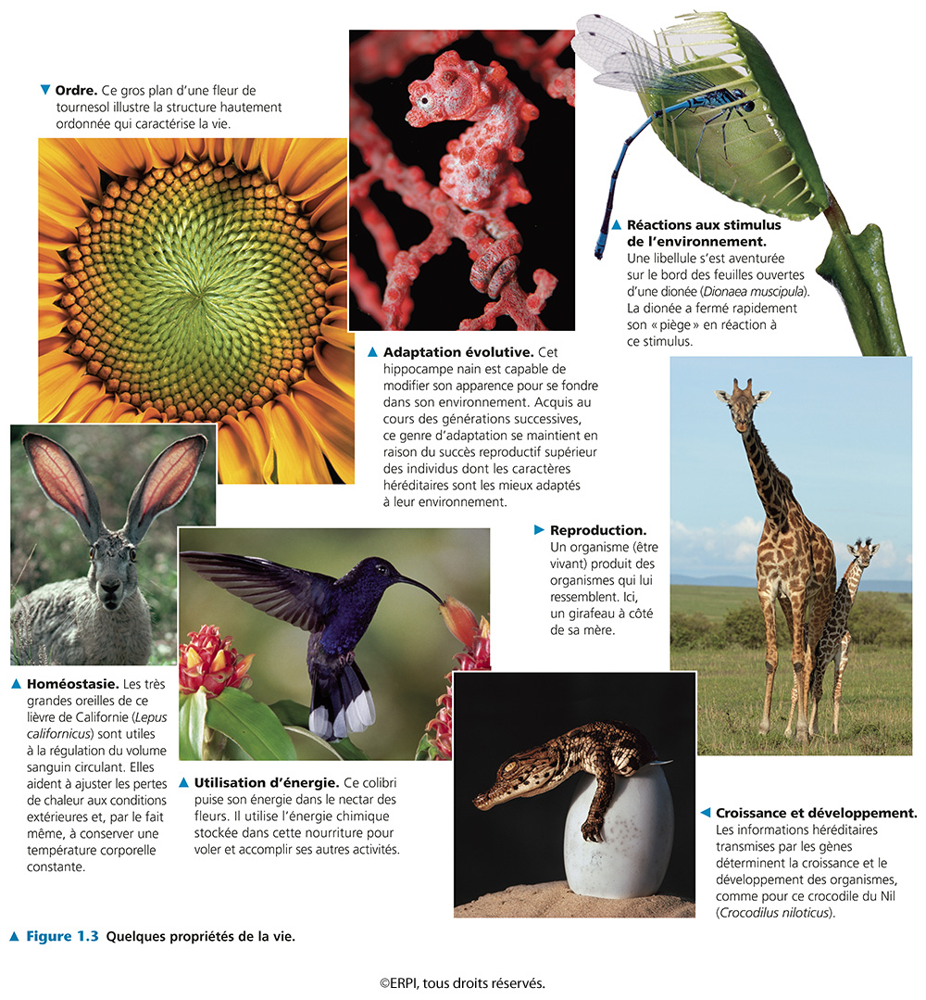 ▼ Ordre. Ce gros plan d’une fleur de
tournesol illustre la structure hautement
ordonnée qui caractérise la vie.
▲ Réactions aux stimulus
de l’environnement.
Une libellule s’est aventurée
sur le bord des feuilles ouvertes
d’une dionée (Dionaea muscipula).
La dionée a fermé rapidement
son « piège » en réaction à
ce stimulus.
▲ Adaptation évolutive. Cet
hippocampe nain est capable de
modifier son apparence pour se fondre
dans son environnement. Acquis au
cours des générations successives,
ce genre d’adaptation se maintient en
raison du succès reproductif supérieur
des individus dont les caractères
héréditaires sont les mieux adaptés
à leur environnement.
► Reproduction.
Un organisme (être
vivant) produit des
organismes qui lui
ressemblent. Ici,
un girafeau à côté
de sa mère.
▲ Homéostasie. Les très
grandes oreilles de ce
lièvre de Californie (Lepus
californicus) sont utiles
à la régulation du volume
sanguin circulant. Elles
aident à ajuster les pertes
de chaleur aux conditions
extérieures et, par le fait
même, à conserver une
température corporelle
constante.
▲ Utilisation d’énergie. Ce colibri
puise son énergie dans le nectar des
fleurs. Il utilise l’énergie chimique
stockée dans cette nourriture pour
voler et accomplir ses autres activités.
◄ Croissance et développement.
Les informations héréditaires
transmises par les gènes
déterminent la croissance et le
développement des organismes,
comme pour ce crocodile du Nil
(Crocodilus niloticus).
▲ Figure 1.3 Quelques propriétés de la vie.
©ERPI, tous droits réservés.